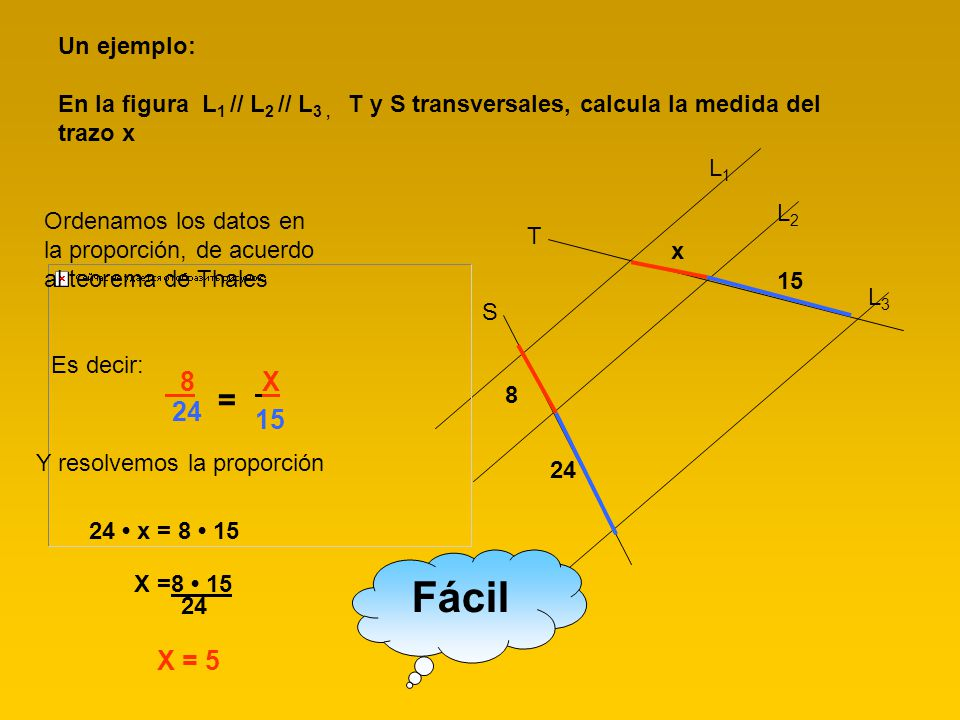 Un ejemplo:
En la figura L₁ // L₂ // L₃ , T y S transversales, calcula la medida del
trazo x
Ordenamos los datos en
la proporción, de acuerdo
al teorema de Thales
Es decir:
8 = X
24 15
Y resolvemos la proporción
24 • x = 8 • 15
X = 8 • 15
24
X = 5
Fácil
L₁
L₂
T
x
15
L₃
S
8
24